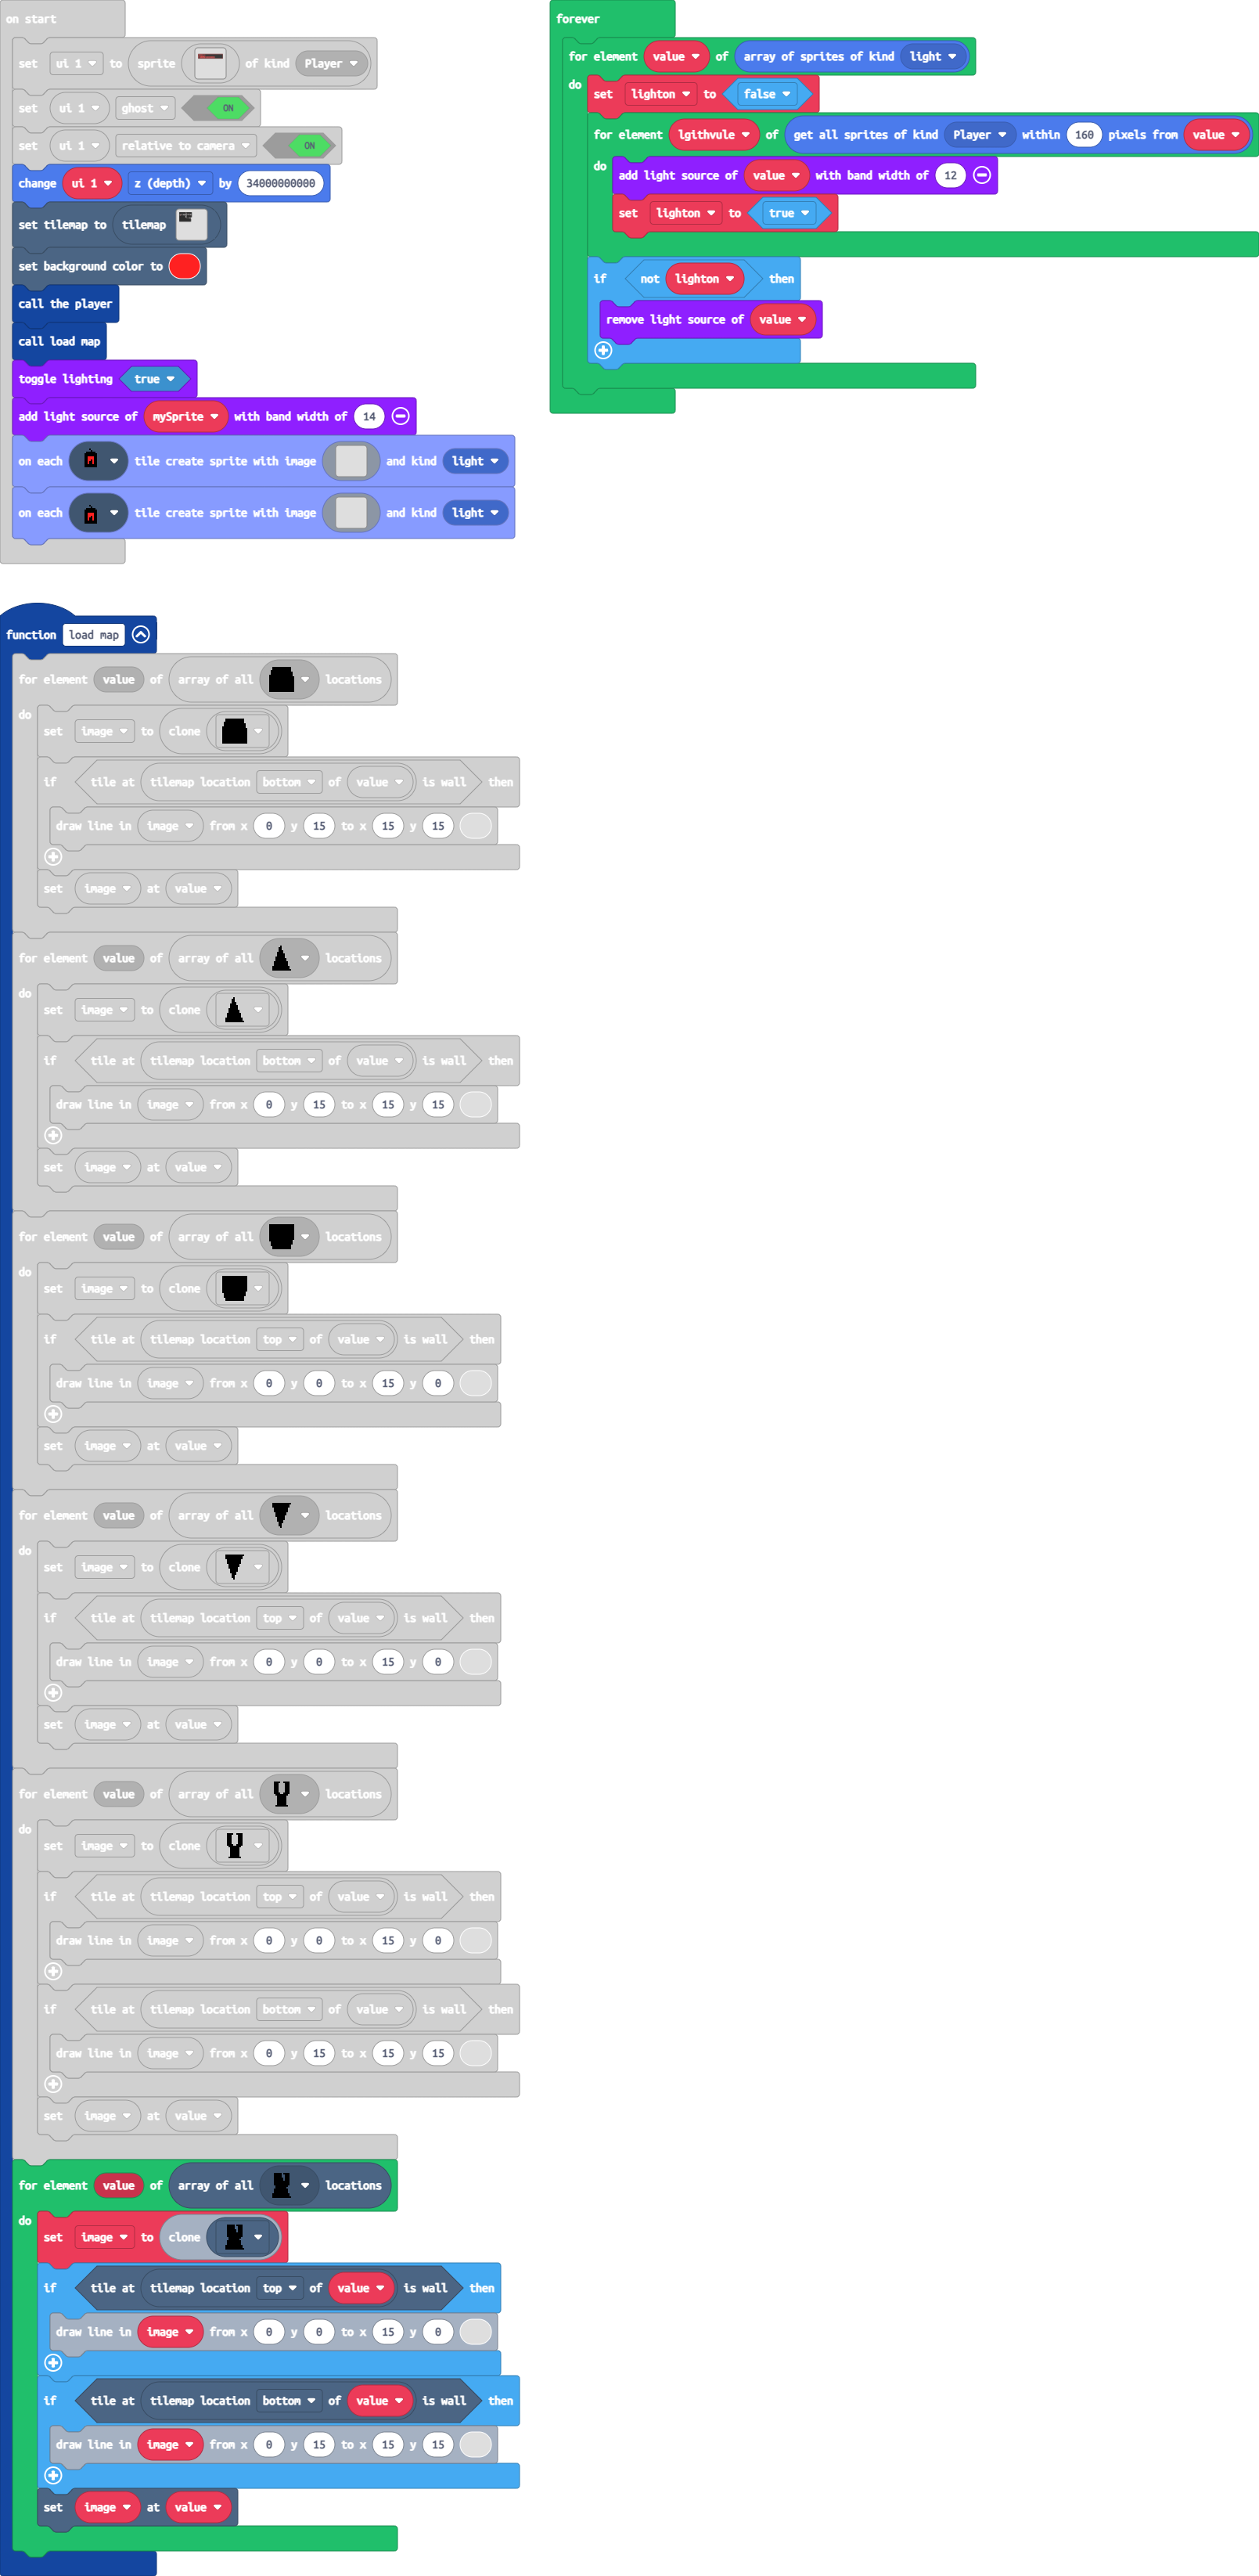 on start
set ui 1 to sprite of kind Player
set ui 1 ghost ON
set ui 1 relative to camera ON
change ui 1 z (depth) by 34000000000
set tilemap to tilemap
set background color to
call the player
call load map
toggle lighting true
add light source of mySprite with band width of 14
on each tile create sprite with image and kind light
on each tile create sprite with image and kind light
forever
for element value of array of sprites of kind light
do
set lighton to false
for element lgithvule of get all sprites of kind Player within 160 pixels from value
do
add light source of value with band width of 12
set lighton to true
if not lighton then
remove light source of value
function load map
for element value of array of all locations
do
set image to clone
if tile at tilemap location bottom of value is wall then
draw line in image from x 0 y 15 to x 15 y 15
set image at value
for element value of array of all locations
do
set image to clone
if tile at tilemap location bottom of value is wall then
draw line in image from x 0 y 15 to x 15 y 15
set image at value
for element value of array of all locations
do
set image to clone
if tile at tilemap location top of value is wall then
draw line in image from x 0 y 0 to x 15 y 0
set image at value
for element value of array of all locations
do
set image to clone
if tile at tilemap location top of value is wall then
draw line in image from x 0 y 0 to x 15 y 0
set image at value
for element value of array of all locations
do
set image to clone
if tile at tilemap location top of value is wall then
draw line in image from x 0 y 0 to x 15 y 0
if tile at tilemap location bottom of value is wall then
draw line in image from x 0 y 15 to x 15 y 15
set image at value
for element value of array of all locations
do
set image to clone
if tile at tilemap location top of value is wall then
draw line in image from x 0 y 0 to x 15 y 0
if tile at tilemap location bottom of value is wall then
draw line in image from x 0 y 15 to x 15 y 15
set image at value